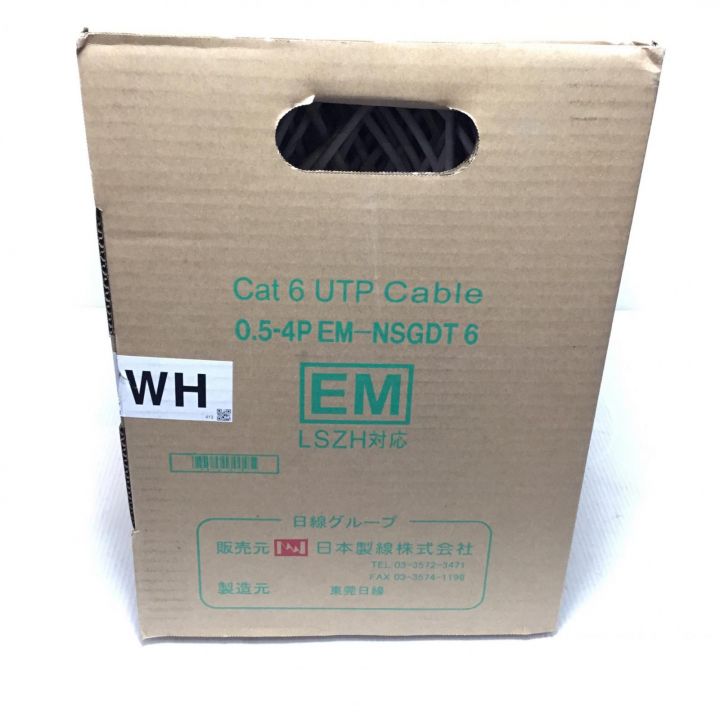 Cat 6 UTP Cable
0.5-4P EM-NSGDT 6
WH
EM
LSZH対応
日線グループ
販売元 日本製線株式会社
TEL 03-3572-3471
FAX 03-3574-1198
製造元 東莞日線